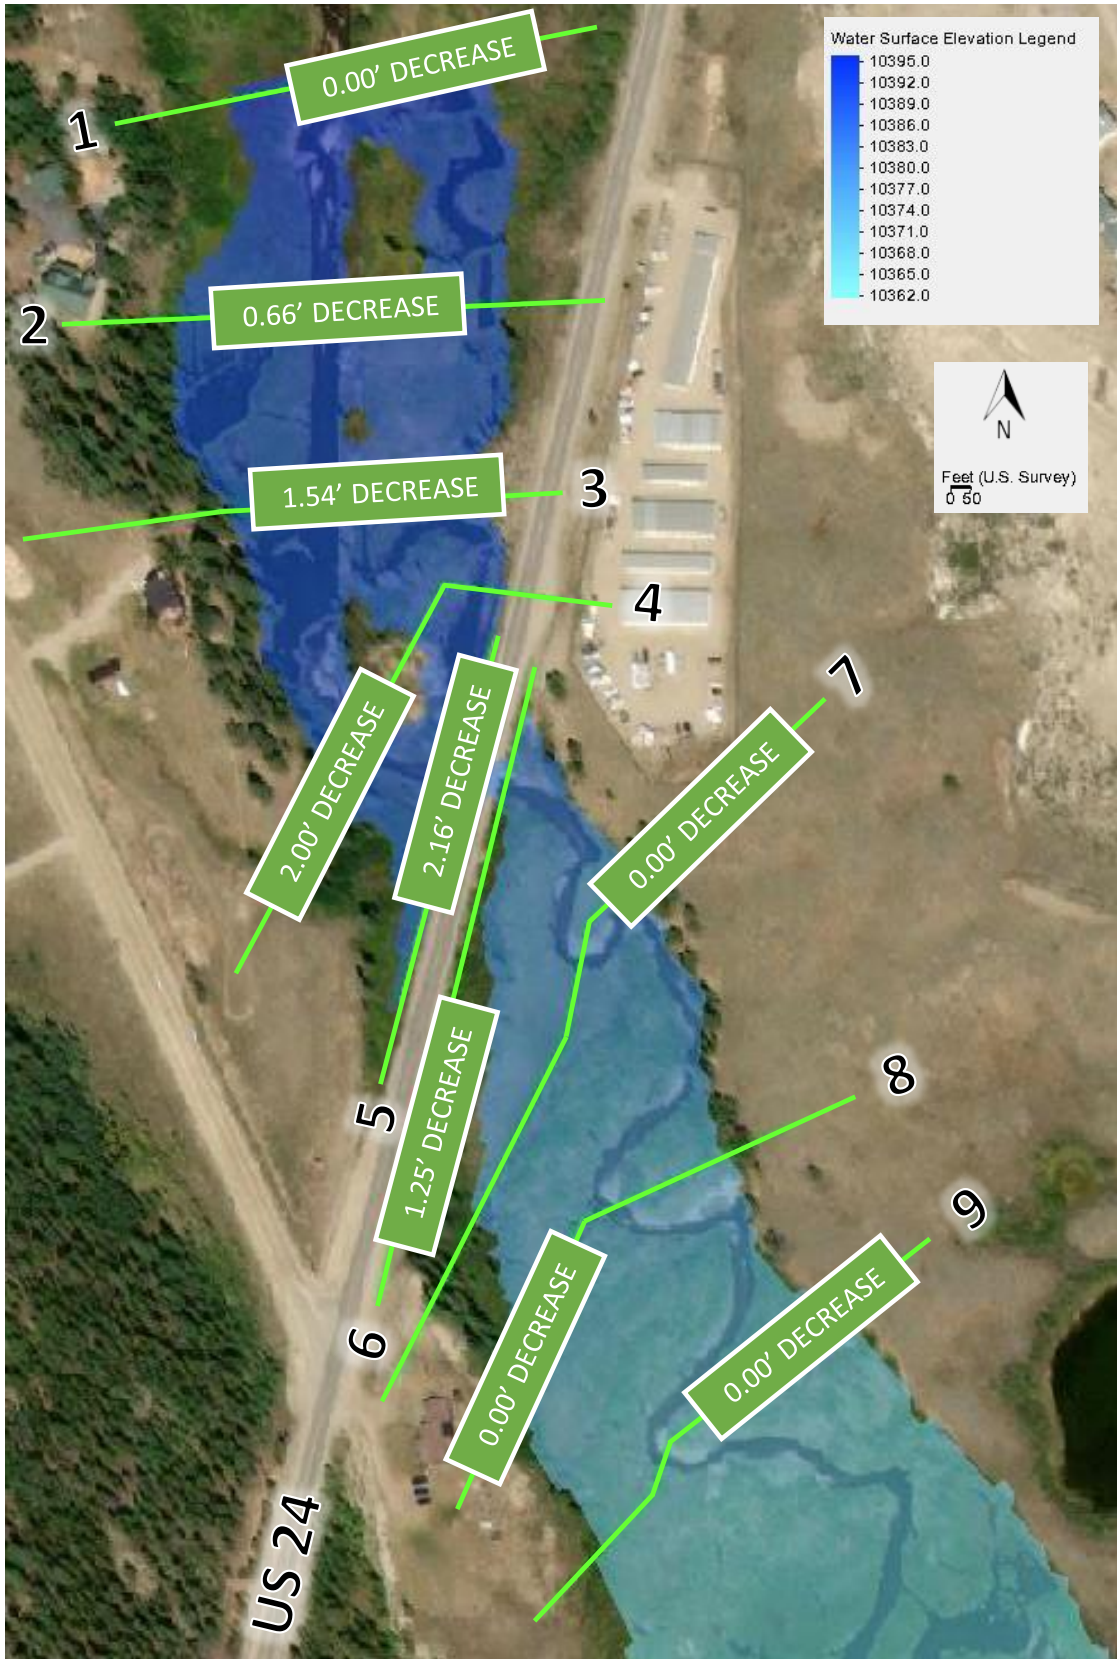 0.00' DECREASE
1
Water Surface Elevation Legend
10395.0
10392.0
10389.0
10386.0
10383.0
10380.0
10377.0
10374.0
10371.0
10368.0
10365.0
10362.0
0.66' DECREASE
2
N
Feet (U.S. Survey)
0 50
1.54' DECREASE
3
4
2.00' DECREASE
2.16' DECREASE
7
0.00' DECREASE
5
1.25' DECREASE
6
8
0.00' DECREASE
9
0.00' DECREASE
US 24